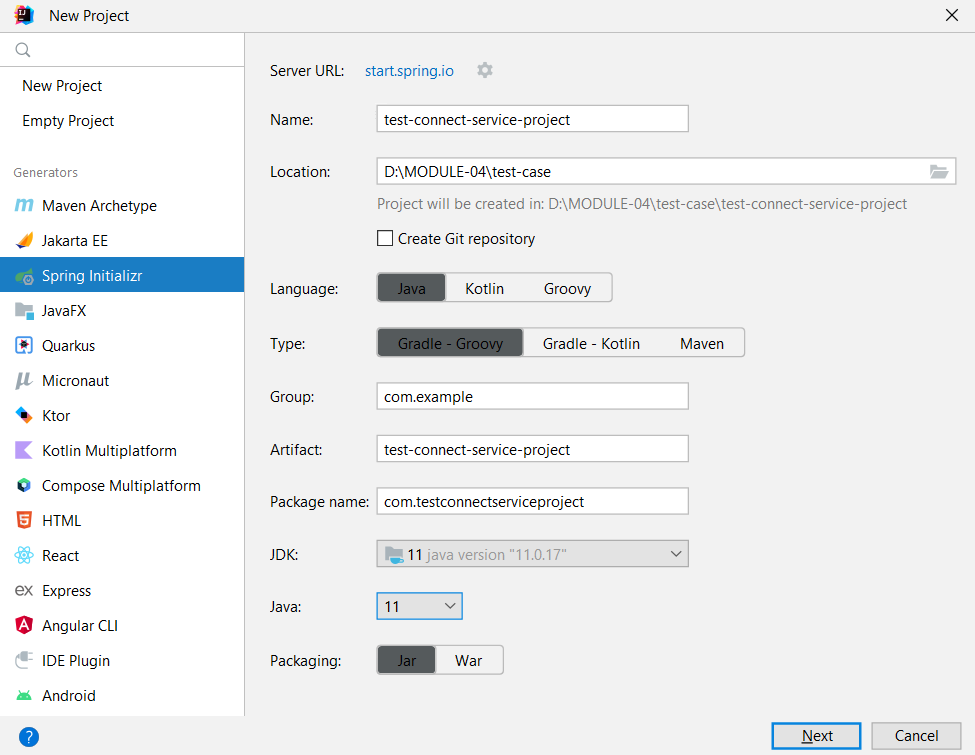 New Project
New Project
Empty Project
Generators
Maven Archetype
Jakarta EE
Spring Initializr
JavaFX
Quarkus
Micronaut
Ktor
Kotlin Multiplatform
Compose Multiplatform
HTML
React
ex Express
Angular CLI
IDE Plugin
Android
?
Server URL: start.spring.io
Name: test-connect-service-project
Location: D:\MODULE-04\test-case
Project will be created in: D:\MODULE-04\test-case\test-connect-service-project
Create Git repository
Language: Java Kotlin Groovy
Type: Gradle - Groovy Gradle - Kotlin Maven
Group: com.example
Artifact: test-connect-service-project
Package name: com.testconnectserviceproject
JDK: 11 java version "11.0.17"
Java: 11
Packaging: Jar War
Next Cancel